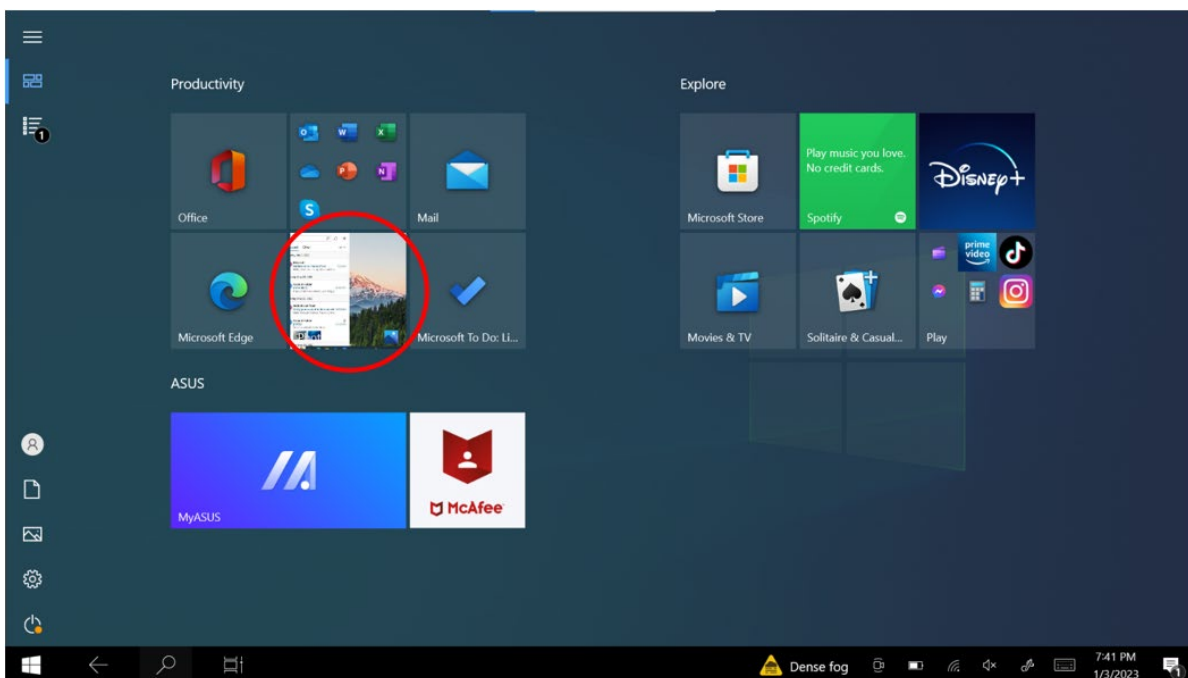 Productivity
Explore
Office
Mail
Microsoft Store
Play music you love.
No credit cards.
Spotify
Disney+
Microsoft Edge
Microsoft To Do: Li...
Movies & TV
Solitaire & Casual...
prime
video
Play
ASUS
MyASUS
McAfee
1
Dense fog
7:41 PM
1/3/2023
1